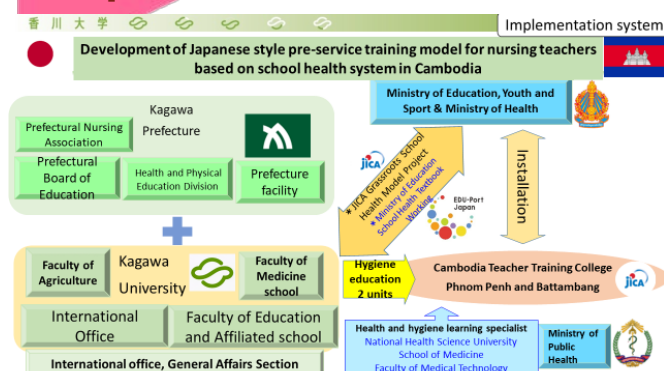 香川大学
Implementation system
Development of Japanese style pre-service training model for nursing teachers
based on school health system in Cambodia
Kagawa
Prefecture
Prefectural Nursing
Association
Prefectural
Board of
Education
Health and Physical
Education Division
Prefecture
facility
Ministry of Education, Youth and
Sport & Ministry of Health
jICA
* JICA Grassroots School
Health Model Project
* Ministry of Education
School Health Textbook
Working
EDU-Port
Japan
Installation
Faculty of
Agriculture
Kagawa
University
Faculty of
Medicine
school
International
Office
Faculty of Education
and Affiliated school
International office, General Affairs Section
Hygiene
education
2 units
Cambodia Teacher Training College
Phnom Penh and Battambang
jICA
Health and hygiene learning specialist
National Health Science University
School of Medicine
Faculty of Medical Technology
Ministry of
Public
Health